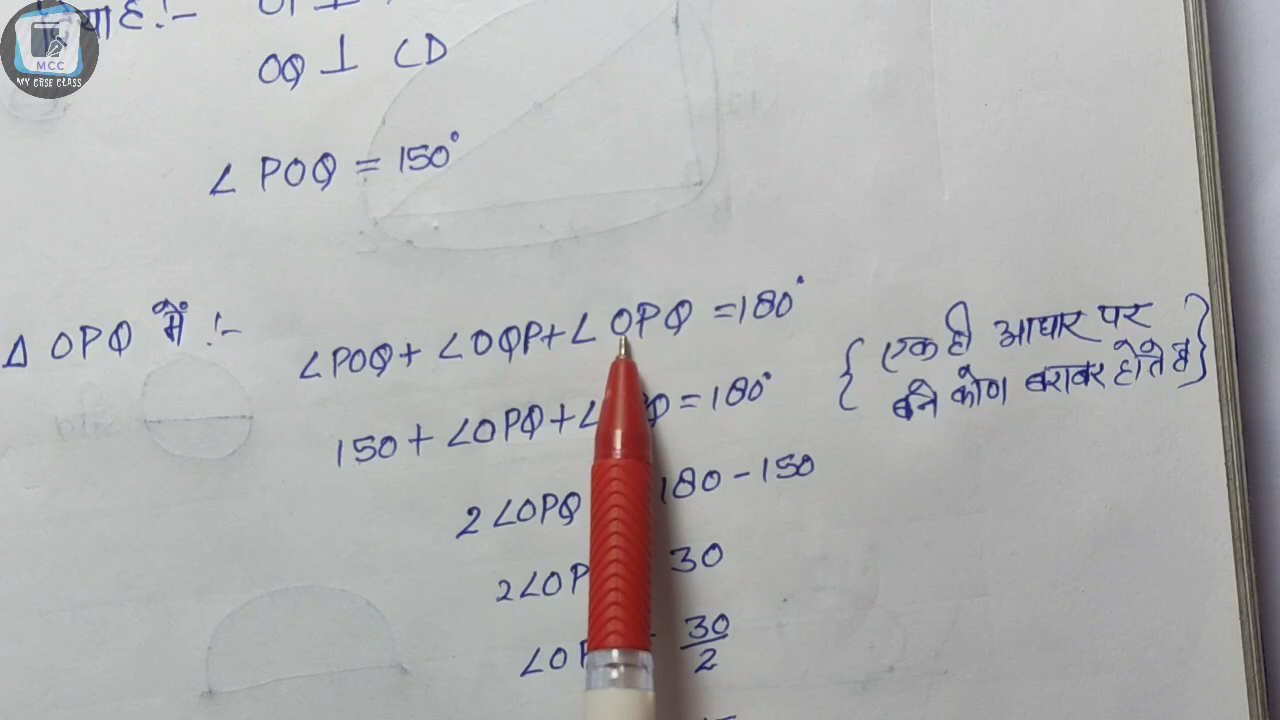 MCC
MY CBSE CLASS
दिया है :-
OQ ⊥ CD
∠ POQ = 150°
Δ OPQ में :-
∠POQ + ∠OQP + ∠OPQ = 180°
{ एक ही आधार पर
बने कोण बराबर होते है }
150 + ∠OPQ + ∠ PQ = 180°
2∠OPQ 180 - 150
2∠OP 30
∠OP 30/2